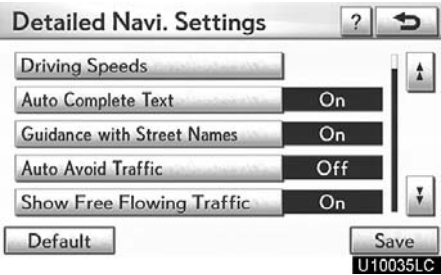 Detailed Navi. Settings ?
Driving Speeds
Auto Complete Text On
Guidance with Street Names On
Auto Avoid Traffic Off
Show Free Flowing Traffic On
Default Save
U10035LC